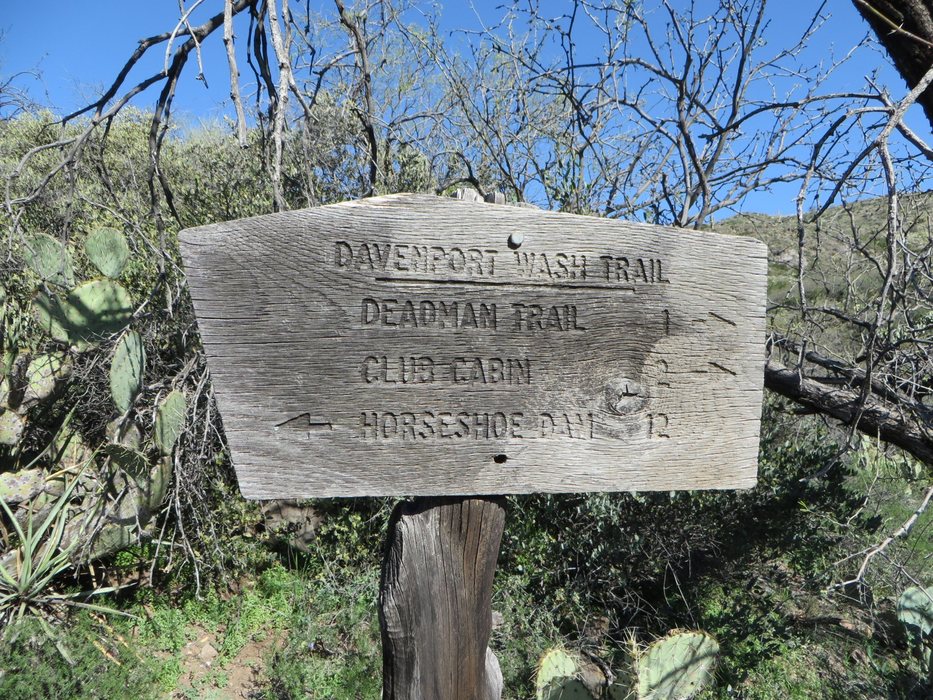 DAVENPORT WASH TRAIL
DEADMAN TRAIL 1 →
CLUB CABIN 2 →
← HORSESHOE DAM 12